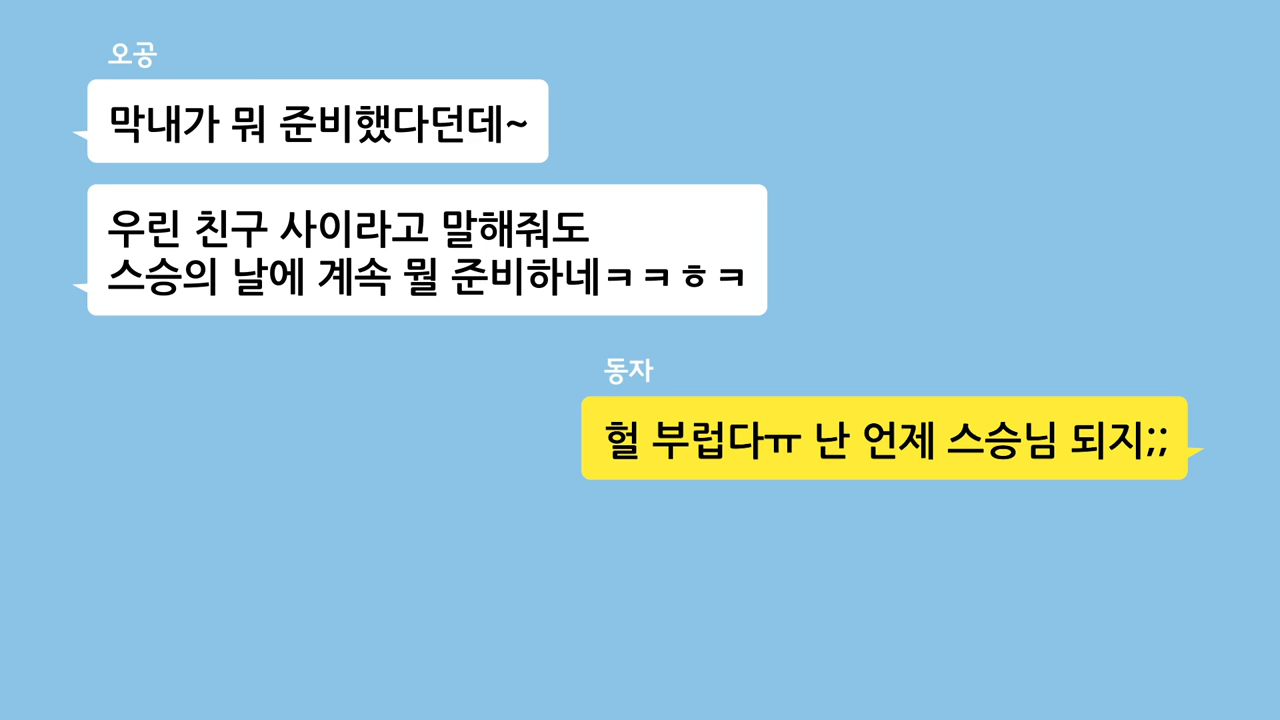 오공
막내가 뭐 준비했다던데~
우린 친구 사이라고 말해줘도
스승의 날에 계속 뭘 준비하네ㅋㅋㅎㅋ
동자
헐 부럽다ㅠ 난 언제 스승님 되지;;